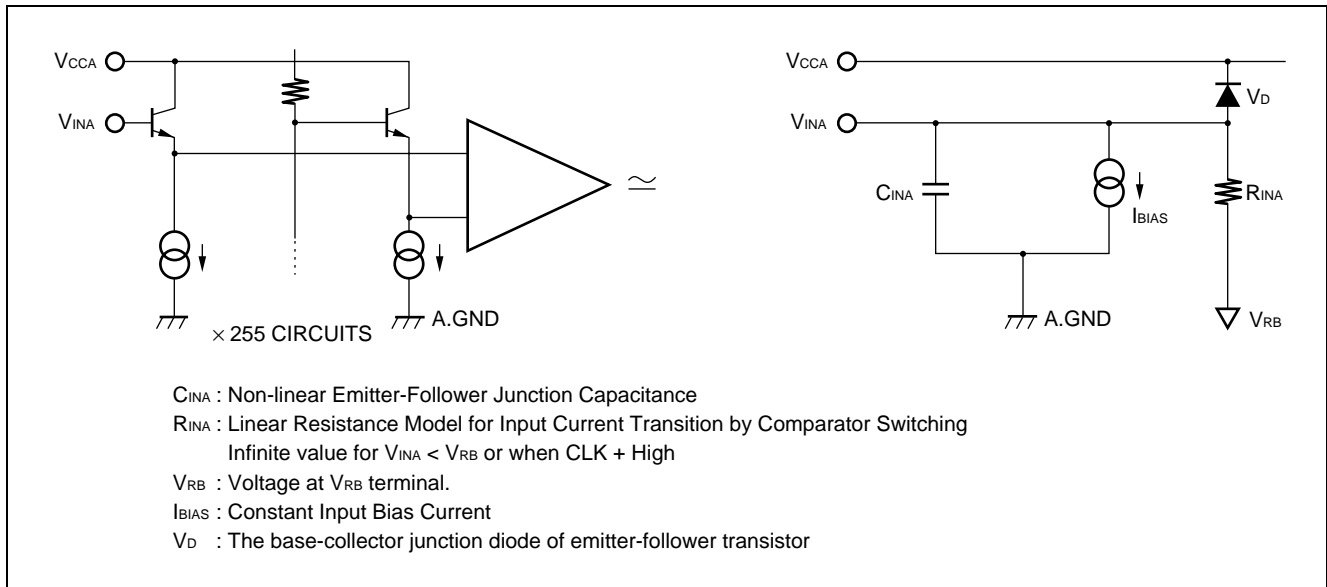 VCCA
VINA
× 255 CIRCUITS
A.GND
≃
VCCA
VD
VINA
CINA
IBIAS
RINA
A.GND
VRB
CINA : Non-linear Emitter-Follower Junction Capacitance
RINA : Linear Resistance Model for Input Current Transition by Comparator Switching
Infinite value for VINA < VRB or when CLK + High
VRB : Voltage at VRB terminal.
IBIAS : Constant Input Bias Current
VD : The base-collector junction diode of emitter-follower transistor